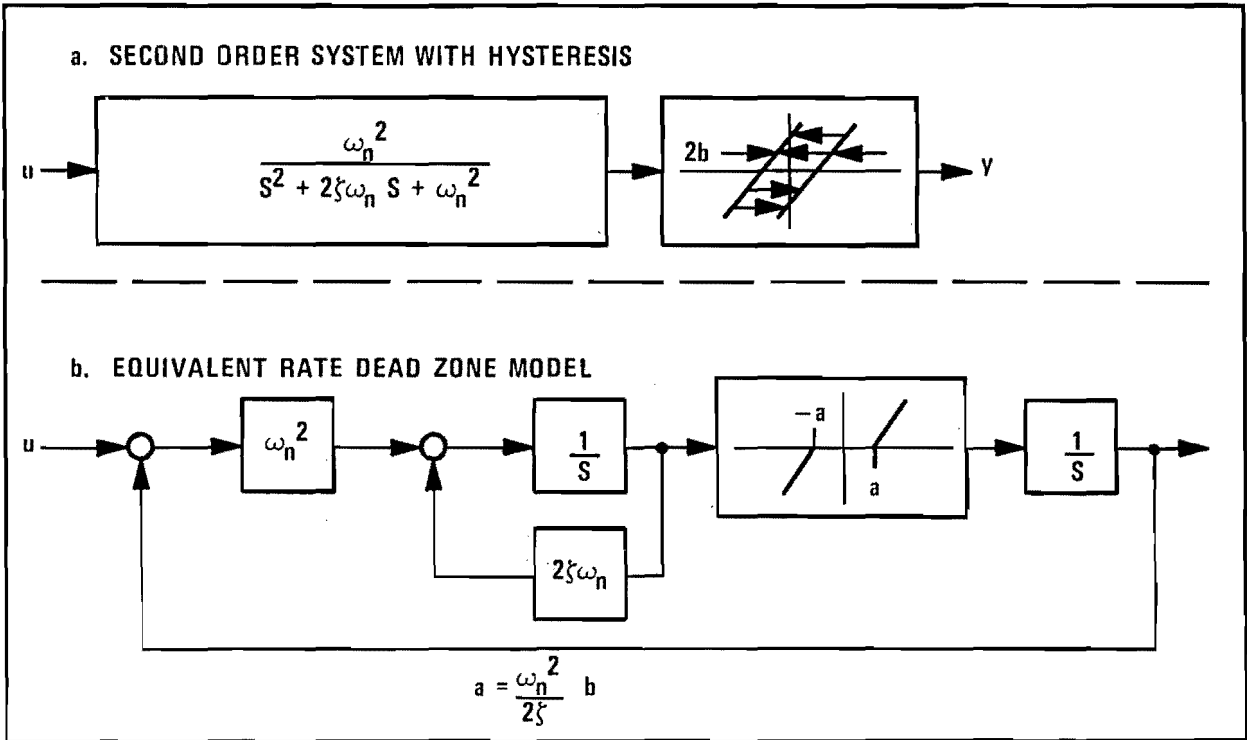 a. SECOND ORDER SYSTEM WITH HYSTERESIS
u
ωn²
S² + 2ζωn S + ωn²
2b
Y
b. EQUIVALENT RATE DEAD ZONE MODEL
u
ωn²
1
S
−a
a
1
S
2ζωn
a = ωn² b
2ζ